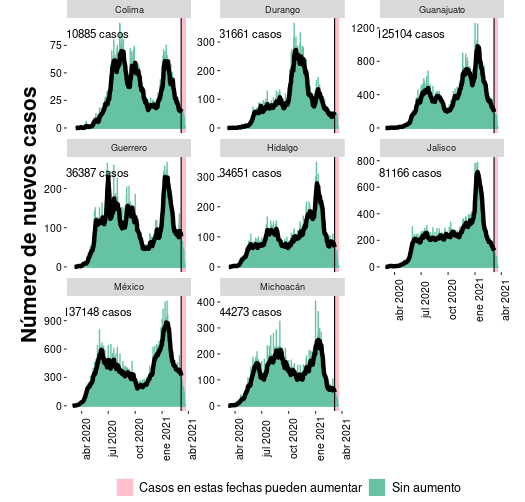 Colima
Durango
Guanajuato
10885 casos
31661 casos
125104 casos
75
50
25
0
300
200
100
0
1200
800
400
0
Guerrero
Hidalgo
Jalisco
36387 casos
34651 casos
81166 casos
200
100
0
300
200
100
0
800
600
400
200
0
México
Michoacán
137148 casos
44273 casos
900
600
300
0
400
300
200
100
0
abr 2020
jul 2020
oct 2020
ene 2021
abr 2021
abr 2020
jul 2020
oct 2020
ene 2021
abr 2021
abr 2020
jul 2020
oct 2020
ene 2021
abr 2021
Número de nuevos casos
Casos en estas fechas pueden aumentar
Sin aumento